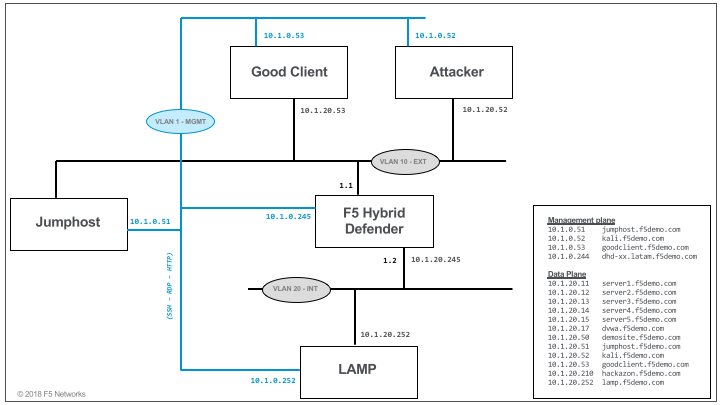 10.1.0.53
10.1.0.52
Good Client
Attacker
10.1.20.53
10.1.20.52
VLAN 1 - MGMT
VLAN 10 - EXT
1.1
Jumphost
10.1.0.51
10.1.0.245
F5 Hybrid
Defender
1.2
10.1.20.245
(SSH - RDP - HTTP)
VLAN 20 - INT
10.1.20.252
LAMP
10.1.0.252
Management plane
10.1.0.51 jumphost.f5demo.com
10.1.0.52 kali.f5demo.com
10.1.0.53 goodclient.f5demo.com
10.1.0.244 dhd-xx.latam.f5demo.com
Data Plane
10.1.20.11 server1.f5demo.com
10.1.20.12 server2.f5demo.com
10.1.20.13 server3.f5demo.com
10.1.20.14 server4.f5demo.com
10.1.20.15 server5.f5demo.com
10.1.20.17 dvwa.f5demo.com
10.1.20.50 demosite.f5demo.com
10.1.20.51 jumphost.f5demo.com
10.1.20.52 kali.f5demo.com
10.1.20.53 goodclient.f5demo.com
10.1.20.210 hackazon.f5demo.com
10.1.20.252 lamp.f5demo.com
© 2018 F5 Networks